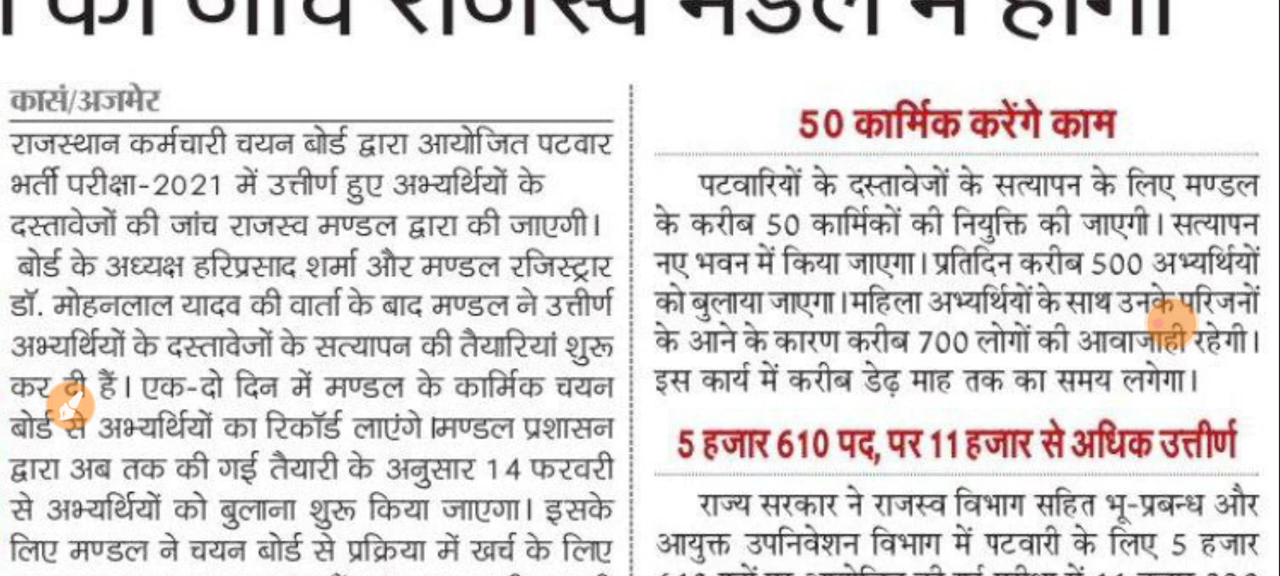 की जांच राजस्व मंडल में होगी
कासं/अजमेर
राजस्थान कर्मचारी चयन बोर्ड द्वारा आयोजित पटवार
भर्ती परीक्षा-2021 में उत्तीर्ण हुए अभ्यर्थियों के
दस्तावेजों की जांच राजस्व मण्डल द्वारा की जाएगी।
बोर्ड के अध्यक्ष हरिप्रसाद शर्मा और मण्डल रजिस्ट्रार
डॉ. मोहनलाल यादव की वार्ता के बाद मण्डल ने उत्तीर्ण
अभ्यर्थियों के दस्तावेजों के सत्यापन की तैयारियां शुरू
कर दी हैं। एक-दो दिन में मण्डल के कार्मिक चयन
बोर्ड से अभ्यर्थियों का रिकॉर्ड लाएंगे।मण्डल प्रशासन
द्वारा अब तक की गई तैयारी के अनुसार 14 फरवरी
से अभ्यर्थियों को बुलाना शुरू किया जाएगा। इसके
लिए मण्डल ने चयन बोर्ड से प्रक्रिया में खर्च के लिए
50 कार्मिक करेंगे काम
पटवारियों के दस्तावेजों के सत्यापन के लिए मण्डल
के करीब 50 कार्मिकों की नियुक्ति की जाएगी। सत्यापन
नए भवन में किया जाएगा। प्रतिदिन करीब 500 अभ्यर्थियों
को बुलाया जाएगा।महिला अभ्यर्थियों के साथ उनके परिजनों
के आने के कारण करीब 700 लोगों की आवाजाही रहेगी।
इस कार्य में करीब डेढ़ माह तक का समय लगेगा।
5 हजार 610 पद, पर 11 हजार से अधिक उत्तीर्ण
राज्य सरकार ने राजस्व विभाग सहित भू-प्रबन्ध और
आयुक्त उपनिवेशन विभाग में पटवारी के लिए 5 हजार